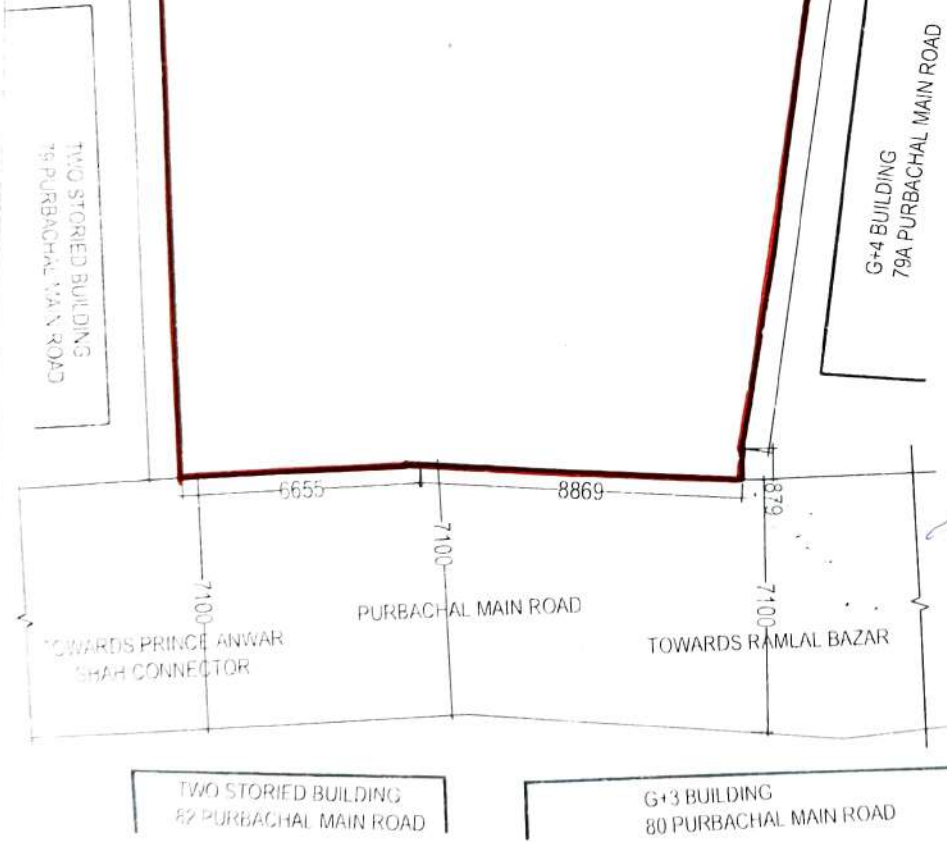 TWO STORIED BUILDING
79 PURBACHAL MAIN ROAD
G+4 BUILDING
79A PURBACHAL MAIN ROAD
6655
8869
879
7100
7100
7100
PURBACHAL MAIN ROAD
TOWARDS PRINCE ANWAR
SHAH CONNECTOR
TOWARDS RAMLAL BAZAR
TWO STORIED BUILDING
82 PURBACHAL MAIN ROAD
G+3 BUILDING
80 PURBACHAL MAIN ROAD